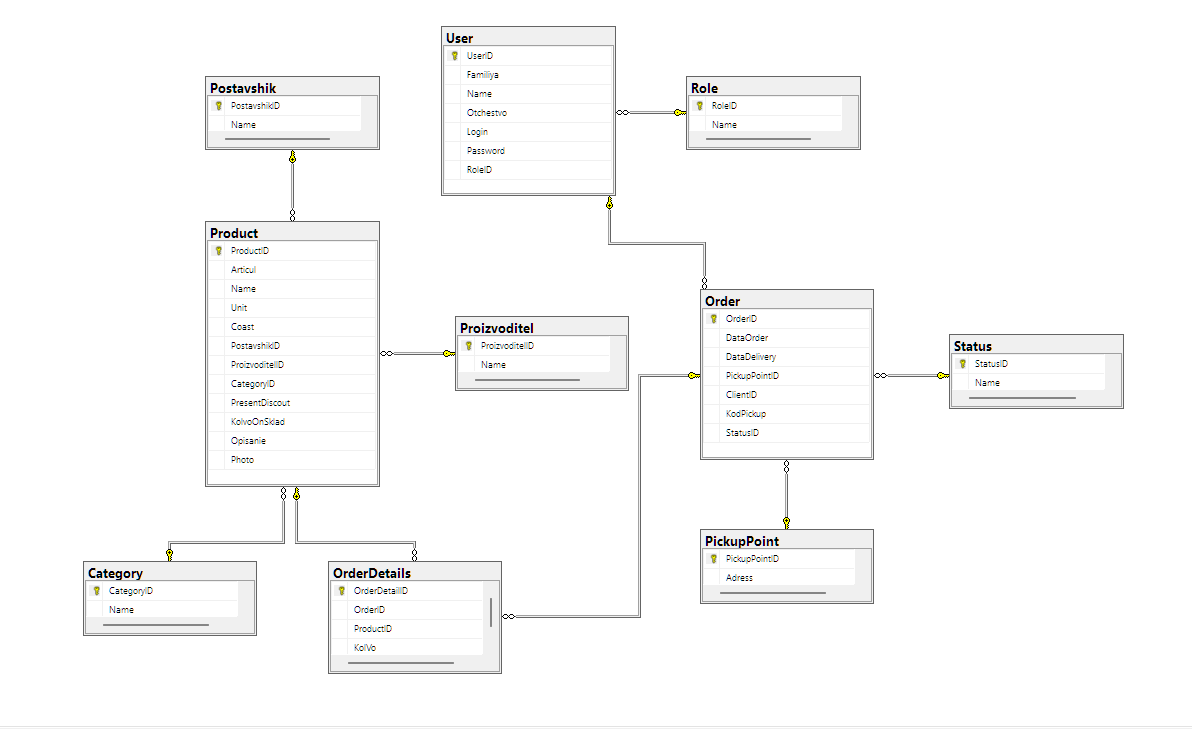 User
UserID
Familiya
Name
Otchestvo
Login
Password
RoleID
Postavshik
PostavshikID
Name
Role
RoleID
Name
Product
ProductID
Articul
Name
Unit
Coast
PostavshikID
ProizvoditelID
CategoryID
PresentDiscout
KolvoOnSklad
Opisanie
Photo
Proizvoditel
ProizvoditelID
Name
Order
OrderID
DataOrder
DataDelivery
PickupPointID
ClientID
KodPickup
StatusID
Status
StatusID
Name
PickupPoint
PickupPointID
Adress
Category
CategoryID
Name
OrderDetails
OrderDetailID
OrderID
ProductID
KolVo